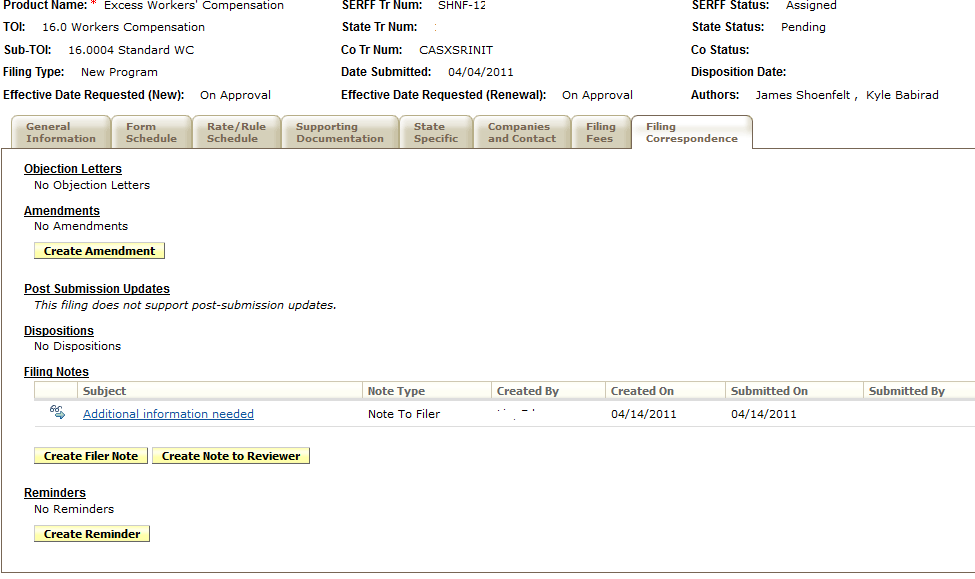 Product Name: * Excess Workers' Compensation SERFF Tr Num: SHNF-12 SERFF Status: Assigned
TOI: 16.0 Workers Compensation State Tr Num: State Status: Pending
Sub-TOI: 16.0004 Standard WC Co Tr Num: CASXSRINIT Co Status:
Filing Type: New Program Date Submitted: 04/04/2011 Disposition Date:
Effective Date Requested (New): On Approval Effective Date Requested (Renewal): On Approval Authors: James Shoenfelt , Kyle Babirad
General Form Rate/Rule Supporting State Companies Filing Filing
Information Schedule Schedule Documentation Specific and Contact Fees Correspondence
Objection Letters
No Objection Letters
Amendments
No Amendments
Create Amendment
Post Submission Updates
This filing does not support post-submission updates.
Dispositions
No Dispositions
Filing Notes
Subject Note Type Created By Created On Submitted On Submitted By
Additional information needed Note To Filer 04/14/2011 04/14/2011
Create Filer Note Create Note to Reviewer
Reminders
No Reminders
Create Reminder